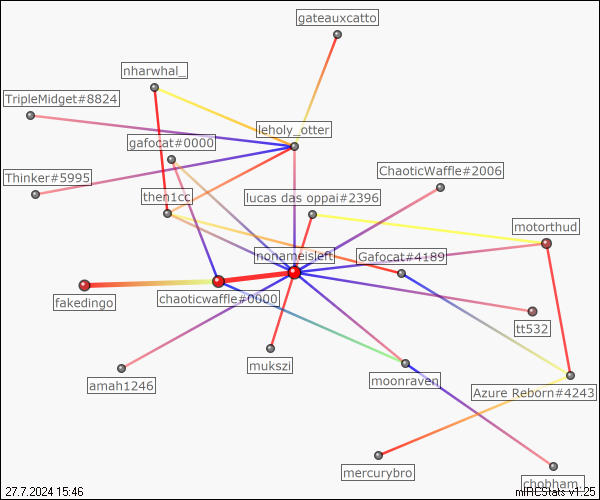 gateauxcatto
nharwhal_
TripleMidget#8824
leholy_otter
gafocat#0000
ChaoticWaffle#2006
Thinker#5995
then1cc
lucas das oppai#2396
motorthud
nonameisleft
Gafocat#4189
fakedingo
chaoticwaffle#0000
tt532
mukszi
moonraven
amah1246
Azure Reborn#4243
mercurybro
chobham.
27.7.2024 15:46
mIRCStats v1.25